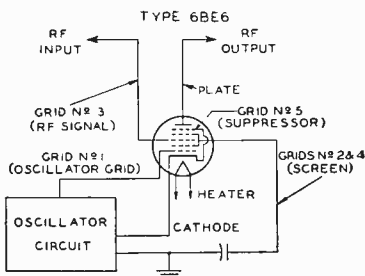 TYPE 6BE6
RF
INPUT
RF
OUTPUT
PLATE
GRID Nº 3
(RF SIGNAL)
GRID Nº 5
(SUPPRESSOR)
GRID Nº 1
(OSCILLATOR GRID)
GRIDS Nº 2&4
(SCREEN)
HEATER
OSCILLATOR
CIRCUIT
CATHODE